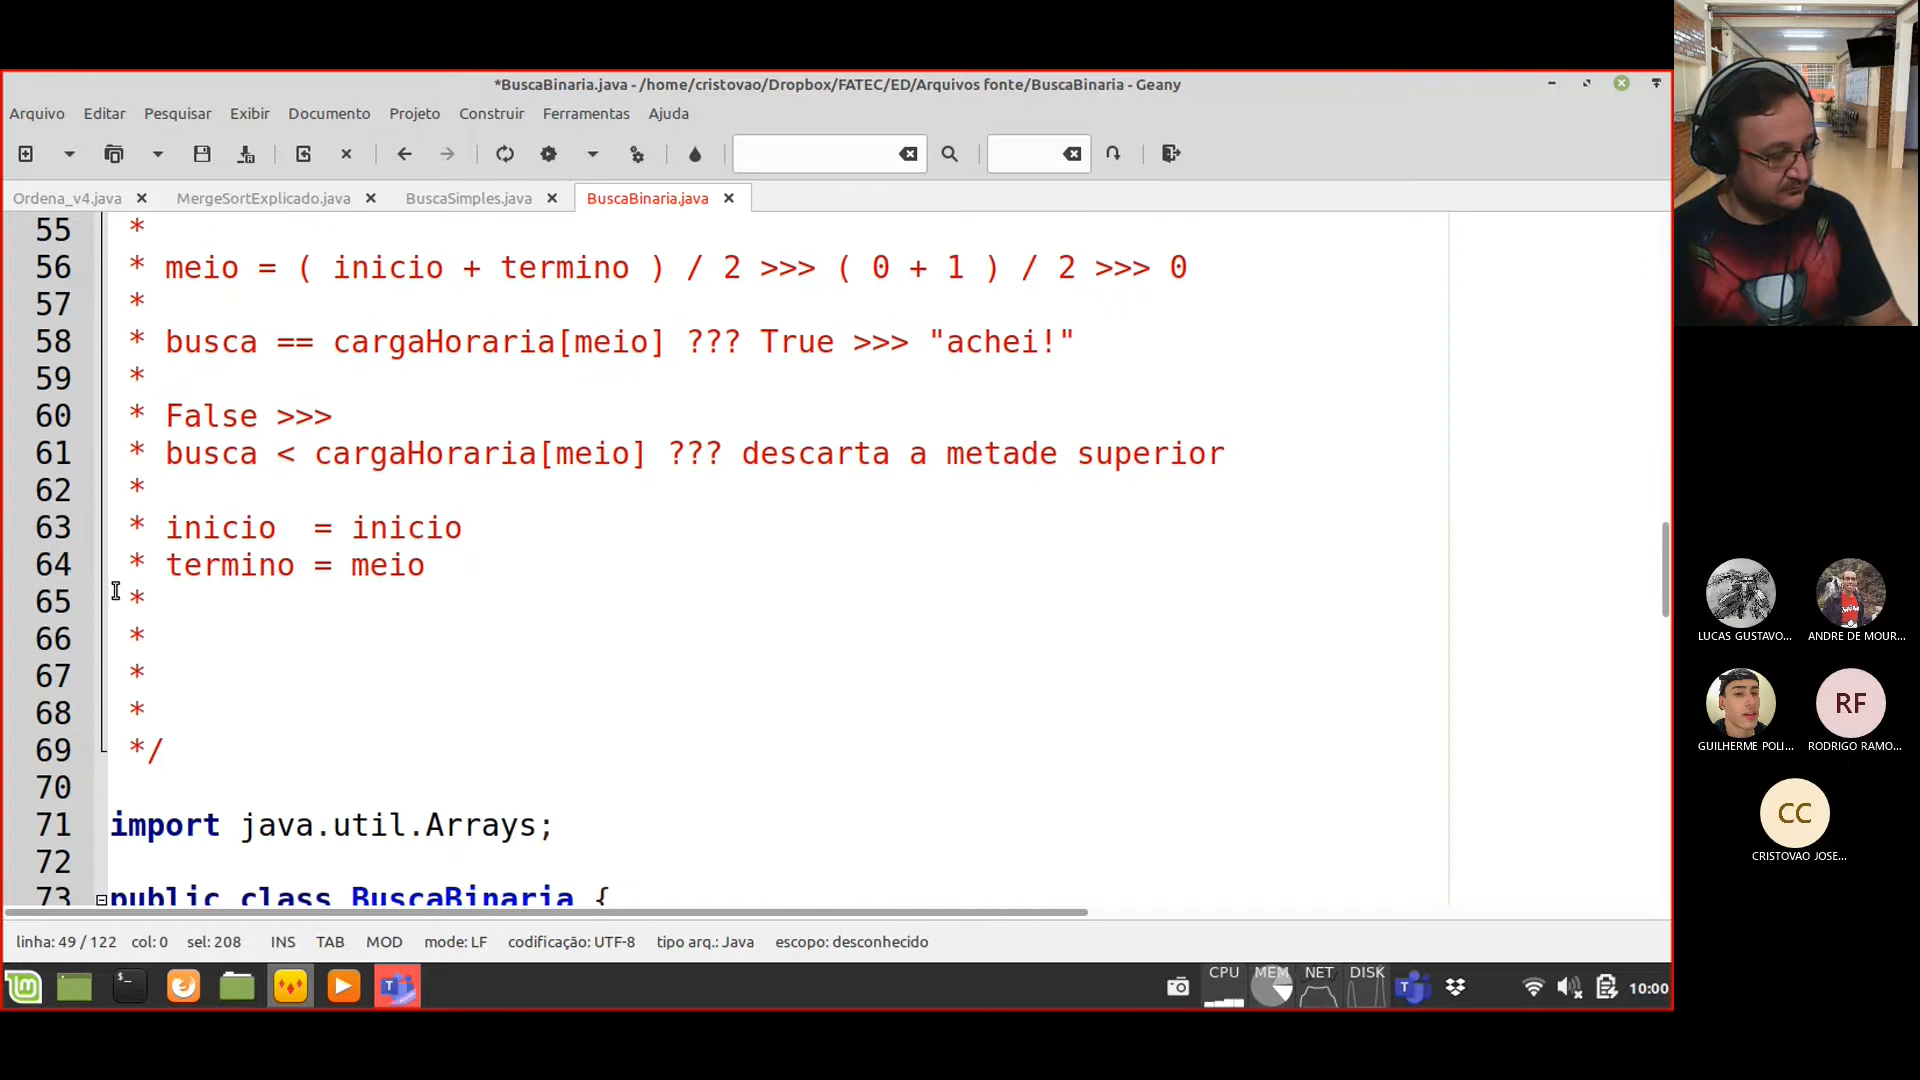 *BuscaBinaria.java - /home/cristovao/Dropbox/FATEC/ED/Arquivos fonte/BuscaBinaria - Geany
Arquivo Editar Pesquisar Exibir Documento Projeto Construir Ferramentas Ajuda
Ordena_v4.java MergeSortExplicado.java BuscaSimples.java BuscaBinaria.java
55 *
56 * meio = ( inicio + termino ) / 2 >>> ( 0 + 1 ) / 2 >>> 0
57 *
58 * busca == cargaHoraria[meio] ??? True >>> "achei!"
59 *
60 * False >>>
61 * busca < cargaHoraria[meio] ??? descarta a metade superior
62 *
63 * inicio  = inicio
64 * termino = meio
65 *
66 *
67 *
68 *
69 */
70
71 import java.util.Arrays;
72
73 public class BuscaBinaria {
linha: 49 / 122 col: 0 sel: 208 INS TAB MOD mode: LF codificação: UTF-8 tipo arq.: Java escopo: desconhecido
CPU MEM NET DISK
10:00
LUCAS GUSTAVO... ANDRE DE MOUR...
RF
GUILHERME POLI... RODRIGO RAMO...
CC
CRISTOVAO JOSE...